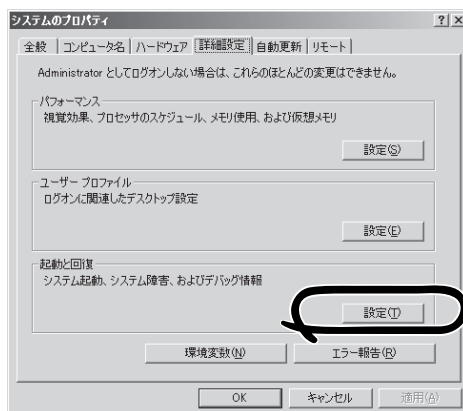 システムのプロパティ
全般 コンピュータ名 ハードウェア 詳細設定 自動更新 リモート
Administrator としてログオンしない場合は、これらのほとんどの変更はできません。
パフォーマンス
視覚効果、プロセッサのスケジュール、メモリ使用、および仮想メモリ
設定(S)
ユーザー プロファイル
ログオンに関連したデスクトップ設定
設定(E)
起動と回復
システム起動、システム障害、およびデバッグ情報
設定(T)
環境変数(N) エラー報告(R)
OK キャンセル 適用(A)